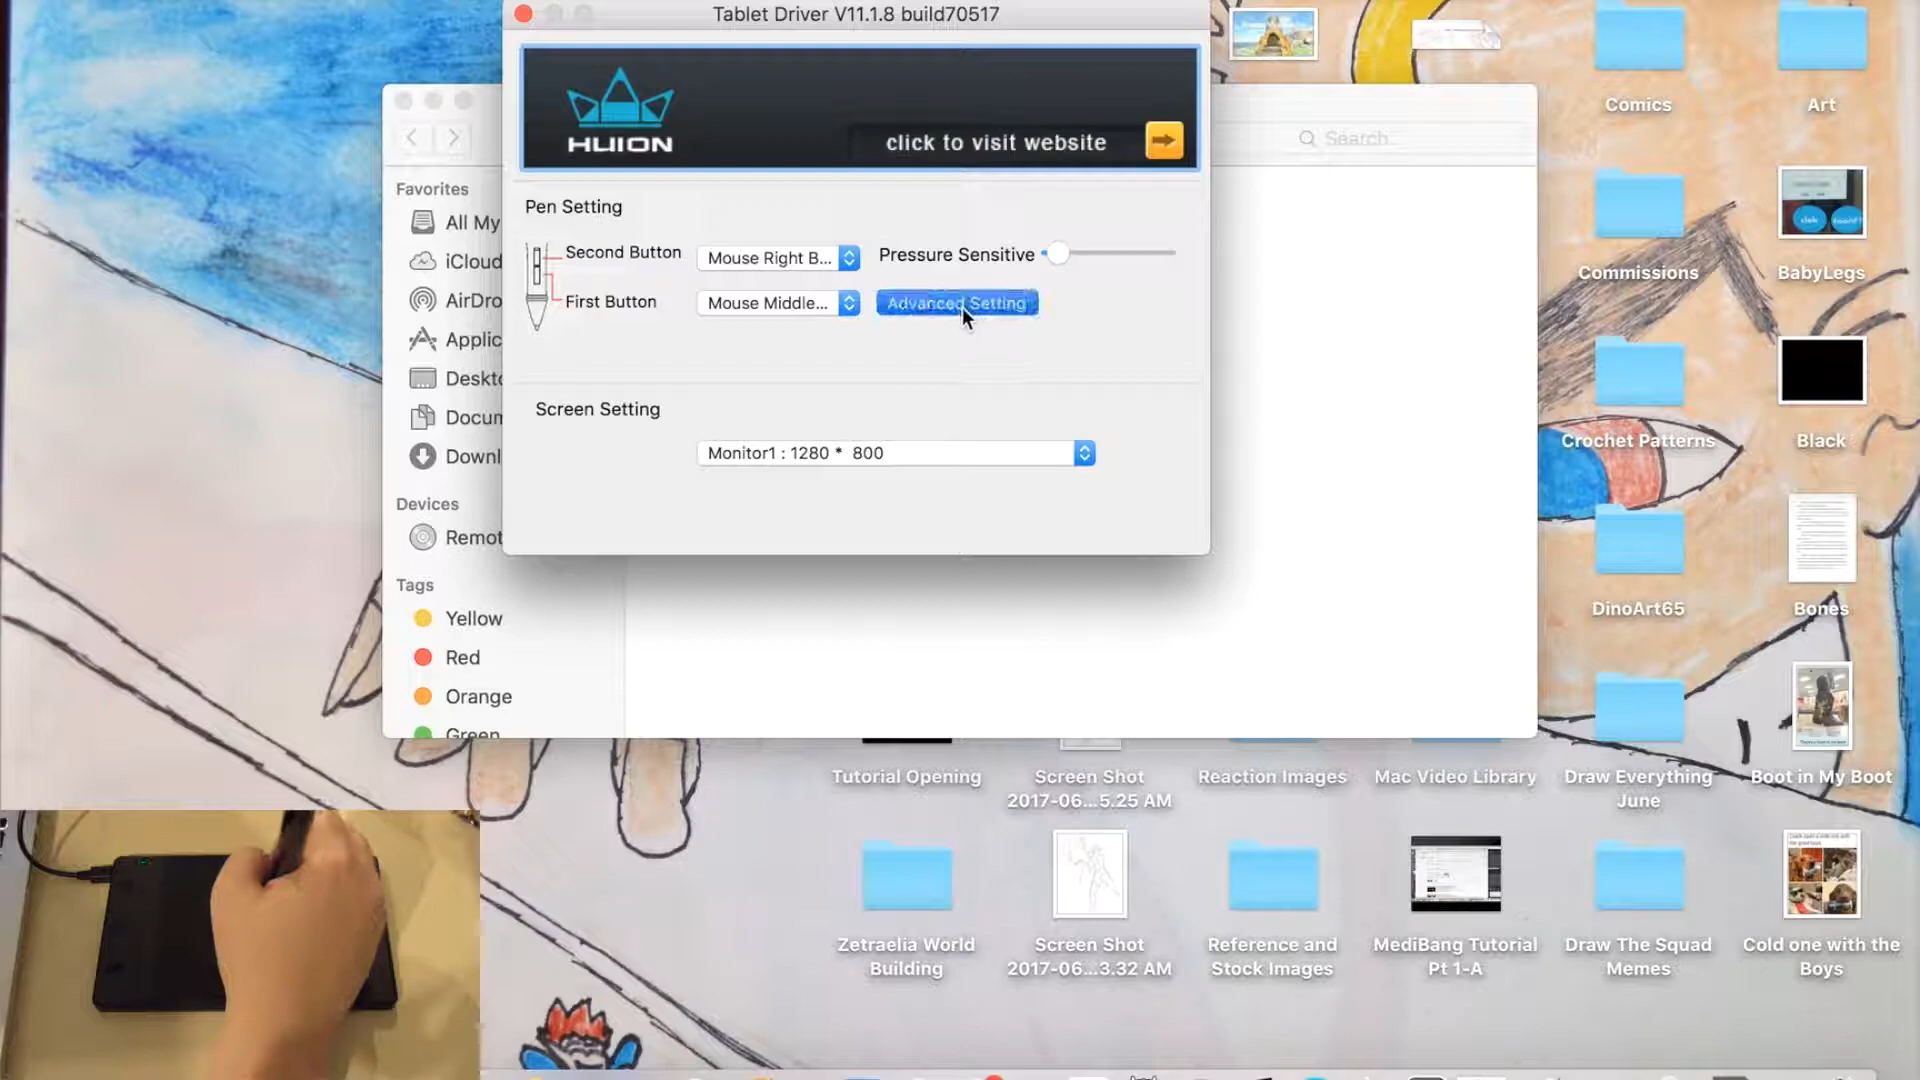 Tablet Driver V11.1.8 build70517
HUION
click to visit website
Pen Setting
Second Button
Mouse Right B...
Pressure Sensitive
First Button
Mouse Middle...
Advanced Setting
Screen Setting
Monitor1 : 1280 * 800
Search
Favorites
All My
iCloud
AirDro
Applic
Deskto
Docum
Downl
Devices
Remot
Tags
Yellow
Red
Orange
Green
Comics
Art
Commissions
BabyLegs
Crochet Patterns
Black
DinoArt65
Bones
Tutorial Opening
Screen Shot
2017-06...5.25 AM
Reaction Images
Mac Video Library
Draw Everything
June
Boot in My Boot
Zetraelia World
Building
Screen Shot
2017-06...3.32 AM
Reference and
Stock Images
MediBang Tutorial
Pt 1-A
Draw The Squad
Memes
Cold one with the
Boys